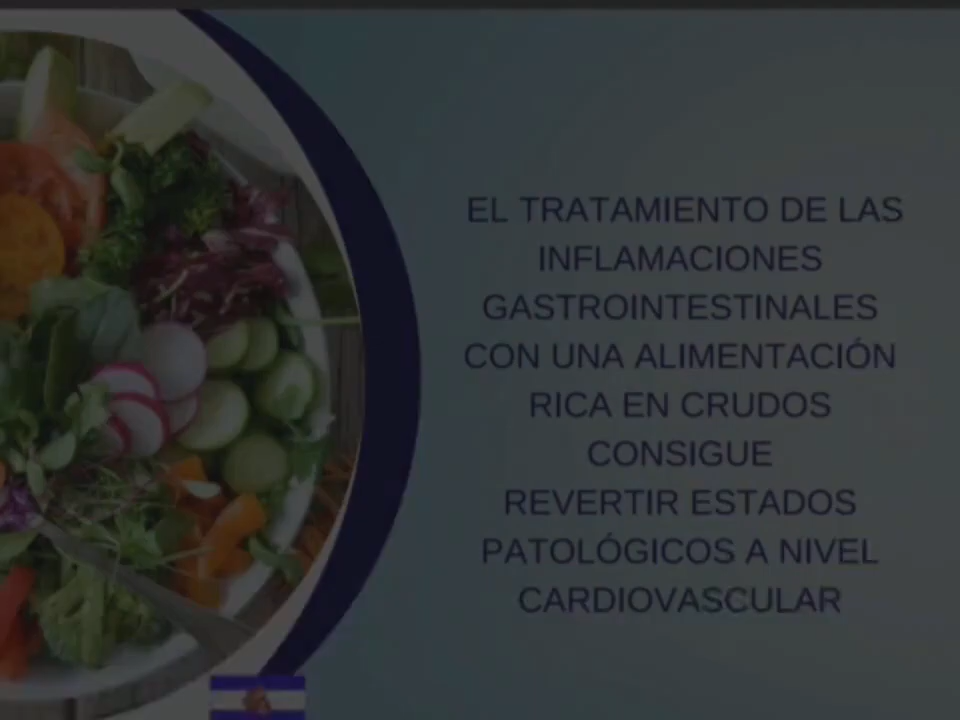 EL TRATAMIENTO DE LAS
INFLAMACIONES
GASTROINTESTINALES
CON UNA ALIMENTACIÓN
RICA EN CRUDOS
CONSIGUE
REVERTIR ESTADOS
PATOLÓGICOS A NIVEL
CARDIOVASCULAR